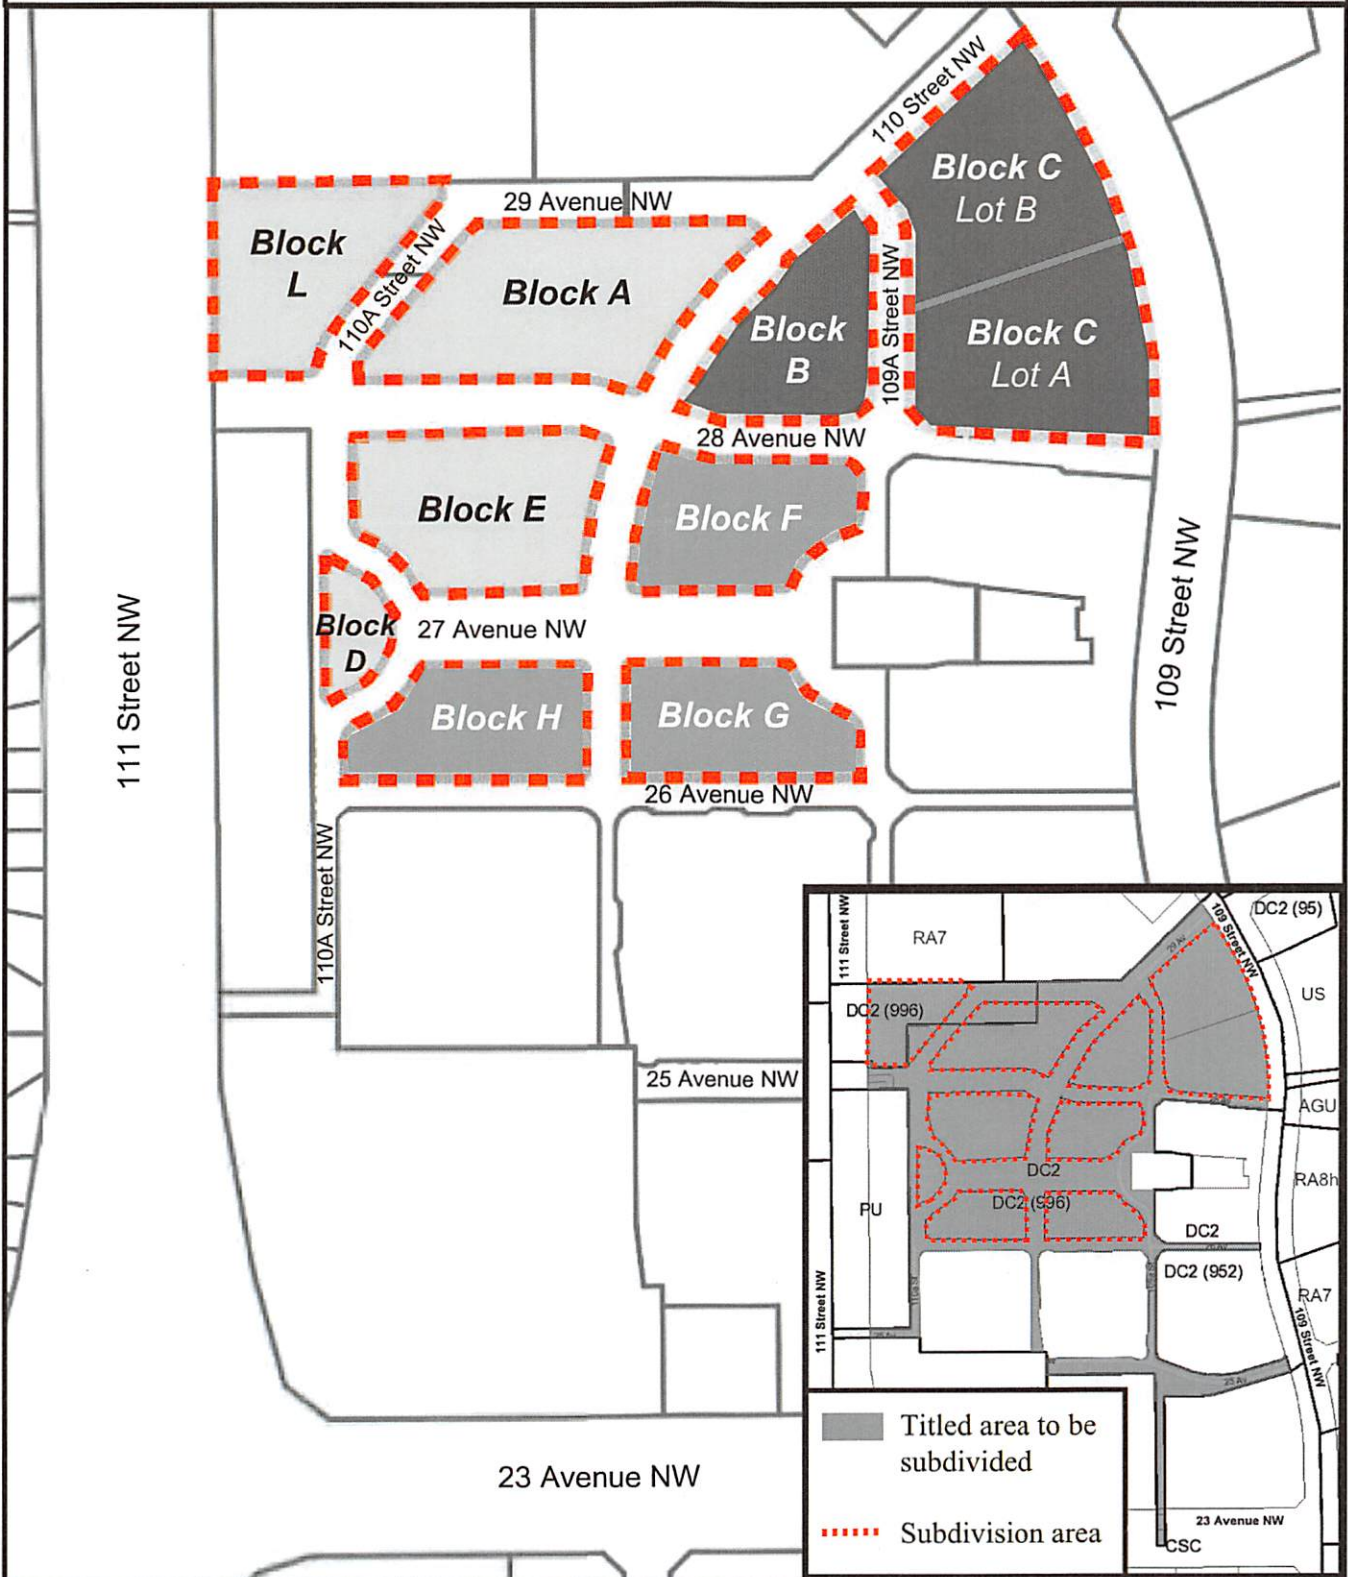 110 Street NW
Block C
Lot B
29 Avenue NW
Block
L
110A Street NW
Block A
Block
B
109A Street NW
Block C
Lot A
28 Avenue NW
Block E
Block F
109 Street NW
111 Street NW
Block
D
27 Avenue NW
Block H
Block G
26 Avenue NW
110A Street NW
25 Avenue NW
23 Avenue NW
111 Street NW
RA7
109 Street NW
DC2 (95)
29 Av
US
DC2 (996)
AGU
DC2
RA8h
DC2 (996)
PU
DC2
DC2 (952)
RA7
111 Street NW
109 Street NW
25 Av
23 Avenue NW
CSC
Titled area to be
subdivided
Subdivision area